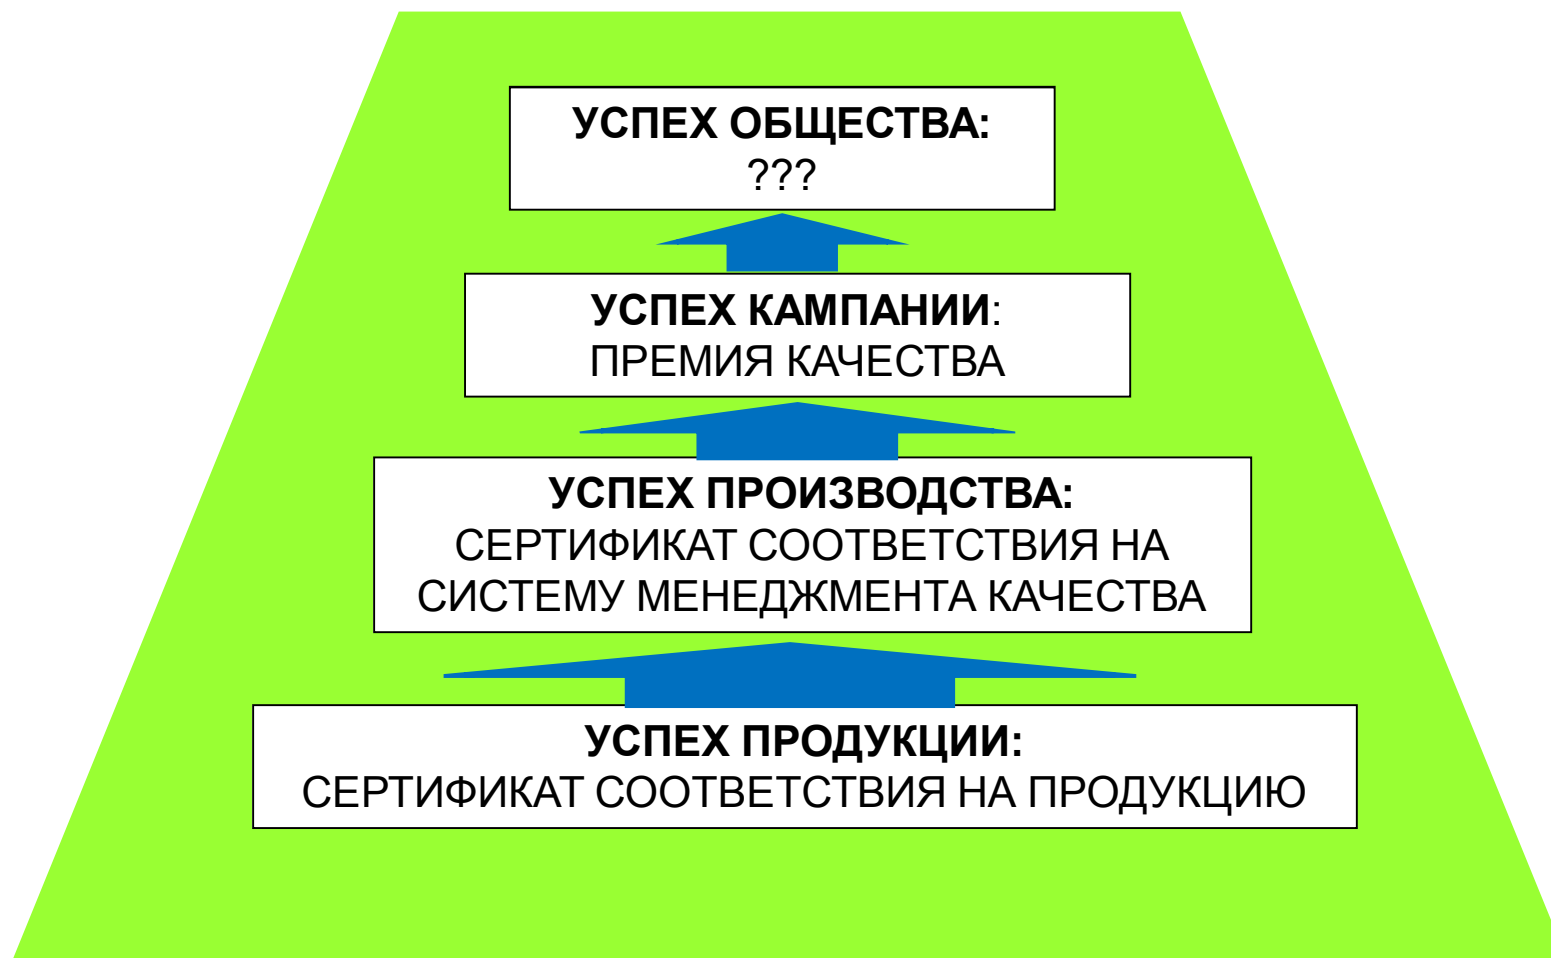 УСПЕХ ОБЩЕСТВА:
???
УСПЕХ КАМПАНИИ:
ПРЕМИЯ КАЧЕСТВА
УСПЕХ ПРОИЗВОДСТВА:
СЕРТИФИКАТ СООТВЕТСТВИЯ НА
СИСТЕМУ МЕНЕДЖМЕНТА КАЧЕСТВА
УСПЕХ ПРОДУКЦИИ:
СЕРТИФИКАТ СООТВЕТСТВИЯ НА ПРОДУКЦИЮ